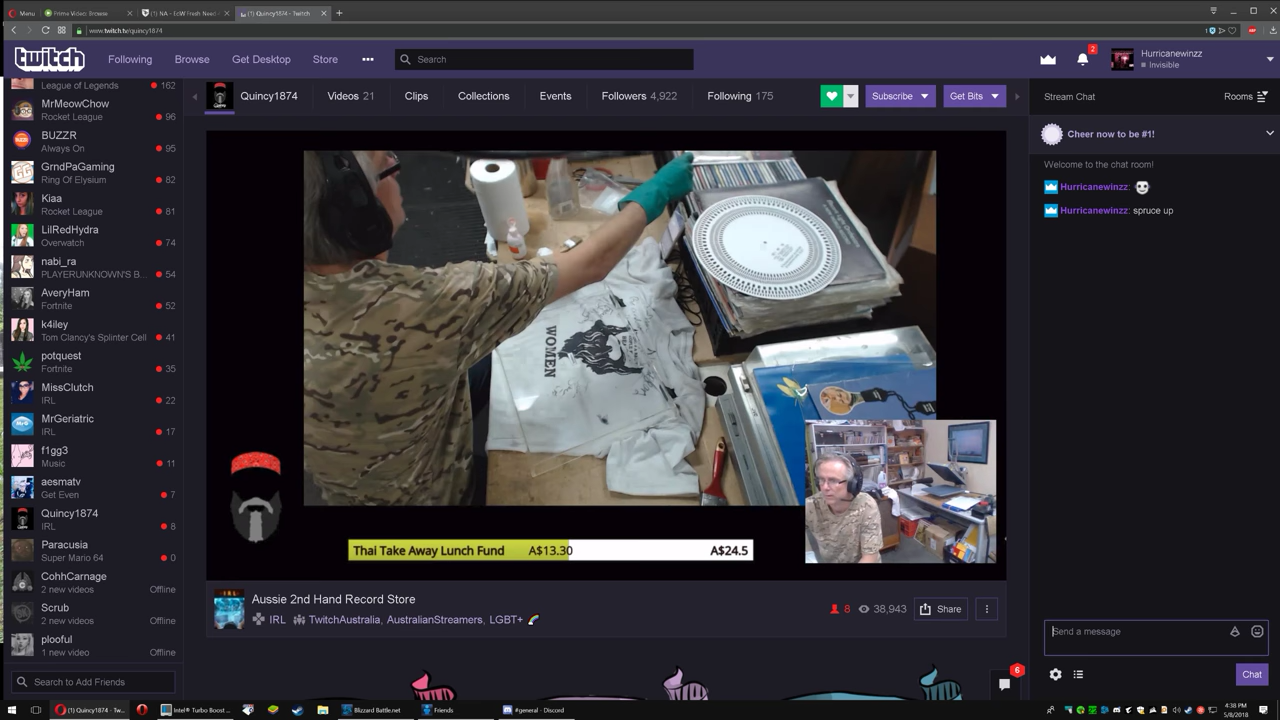 Menu
Prime Video: Browse
(1) NA - EcW Fresh Need
(1) Quincy1874 - Twitch
www.twitch.tv/quincy1874
twitch
Following
Browse
Get Desktop
Store
Search
2
Hurricanewinzz
Invisible
League of Legends
162
MrMeowChow
Rocket League
96
BUZZR
Always On
95
GrndPaGaming
Ring Of Elysium
82
Kiaa
Rocket League
81
LilRedHydra
Overwatch
74
nabi_ra
PLAYERUNKNOWN'S B...
54
AveryHam
Fortnite
52
k4iley
Tom Clancy's Splinter Cell
41
potquest
Fortnite
35
MissClutch
IRL
22
MrGeriatric
IRL
17
f1gg3
Music
11
aesmatv
Get Even
7
Quincy1874
IRL
8
Paracusia
Super Mario 64
0
CohhCarnage
2 new videos
Offline
Scrub
2 new videos
Offline
plooful
1 new video
Offline
Search to Add Friends
Quincy1874
Videos 21
Clips
Collections
Events
Followers 4,922
Following 175
Subscribe
Get Bits
WOMEN
Thai Take Away Lunch Fund A$13.30 A$24.5
Aussie 2nd Hand Record Store
IRL TwitchAustralia, AustralianStreamers, LGBT+
8 38,943 Share
6
Stream Chat
Rooms
Cheer now to be #1!
Welcome to the chat room!
Hurricanewinzz:
Hurricanewinzz: spruce up
Send a message
Chat
(1) Quincy1874 - Tw...
Intel® Turbo Boost ...
Blizzard Battle.net
Friends
#general - Discord
4:38 PM
5/8/2018